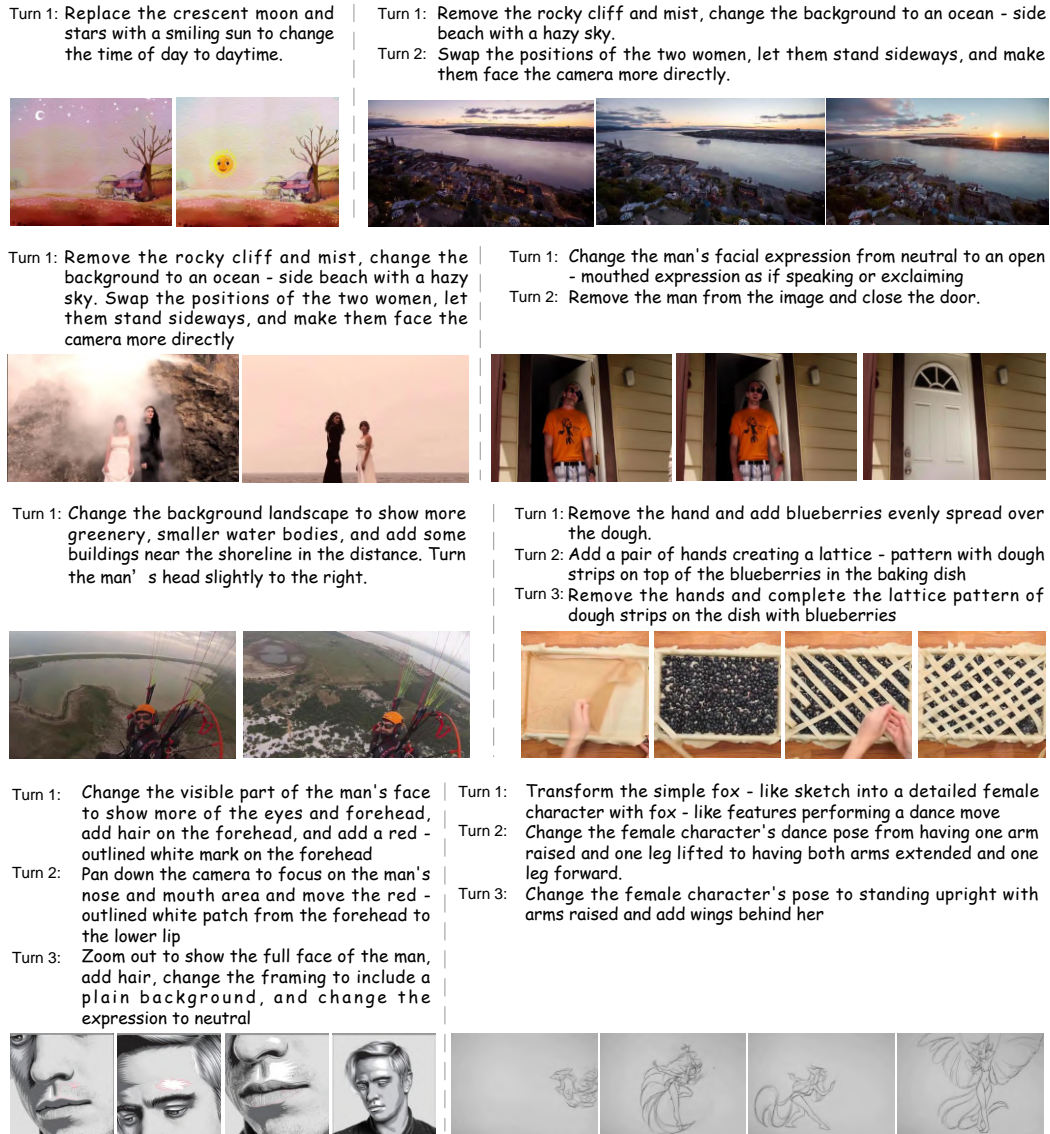 Turn 1: Replace the crescent moon and
stars with a smiling sun to change
the time of day to daytime.
Turn 1: Remove the rocky cliff and mist, change the background to an ocean - side
beach with a hazy sky.
Turn 2: Swap the positions of the two women, let them stand sideways, and make
them face the camera more directly.
Turn 1: Remove the rocky cliff and mist, change the
background to an ocean - side beach with a hazy
sky. Swap the positions of the two women, let
them stand sideways, and make them face the
camera more directly
Turn 1: Change the man's facial expression from neutral to an open
- mouthed expression as if speaking or exclaiming
Turn 2: Remove the man from the image and close the door.
Turn 1: Change the background landscape to show more
greenery, smaller water bodies, and add some
buildings near the shoreline in the distance. Turn
the man’s head slightly to the right.
Turn 1: Remove the hand and add blueberries evenly spread over
the dough.
Turn 2: Add a pair of hands creating a lattice - pattern with dough
strips on top of the blueberries in the baking dish
Turn 3: Remove the hands and complete the lattice pattern of
dough strips on the dish with blueberries
Turn 1: Change the visible part of the man's face
to show more of the eyes and forehead,
add hair on the forehead, and add a red -
outlined white mark on the forehead
Turn 2: Pan down the camera to focus on the man's
nose and mouth area and move the red -
outlined white patch from the forehead to
the lower lip
Turn 3: Zoom out to show the full face of the man,
add hair, change the framing to include a
plain background, and change the
expression to neutral
Turn 1: Transform the simple fox - like sketch into a detailed female
character with fox - like features performing a dance move
Turn 2: Change the female character's dance pose from having one arm
raised and one leg lifted to having both arms extended and one
leg forward.
Turn 3: Change the female character's pose to standing upright with
arms raised and add wings behind her